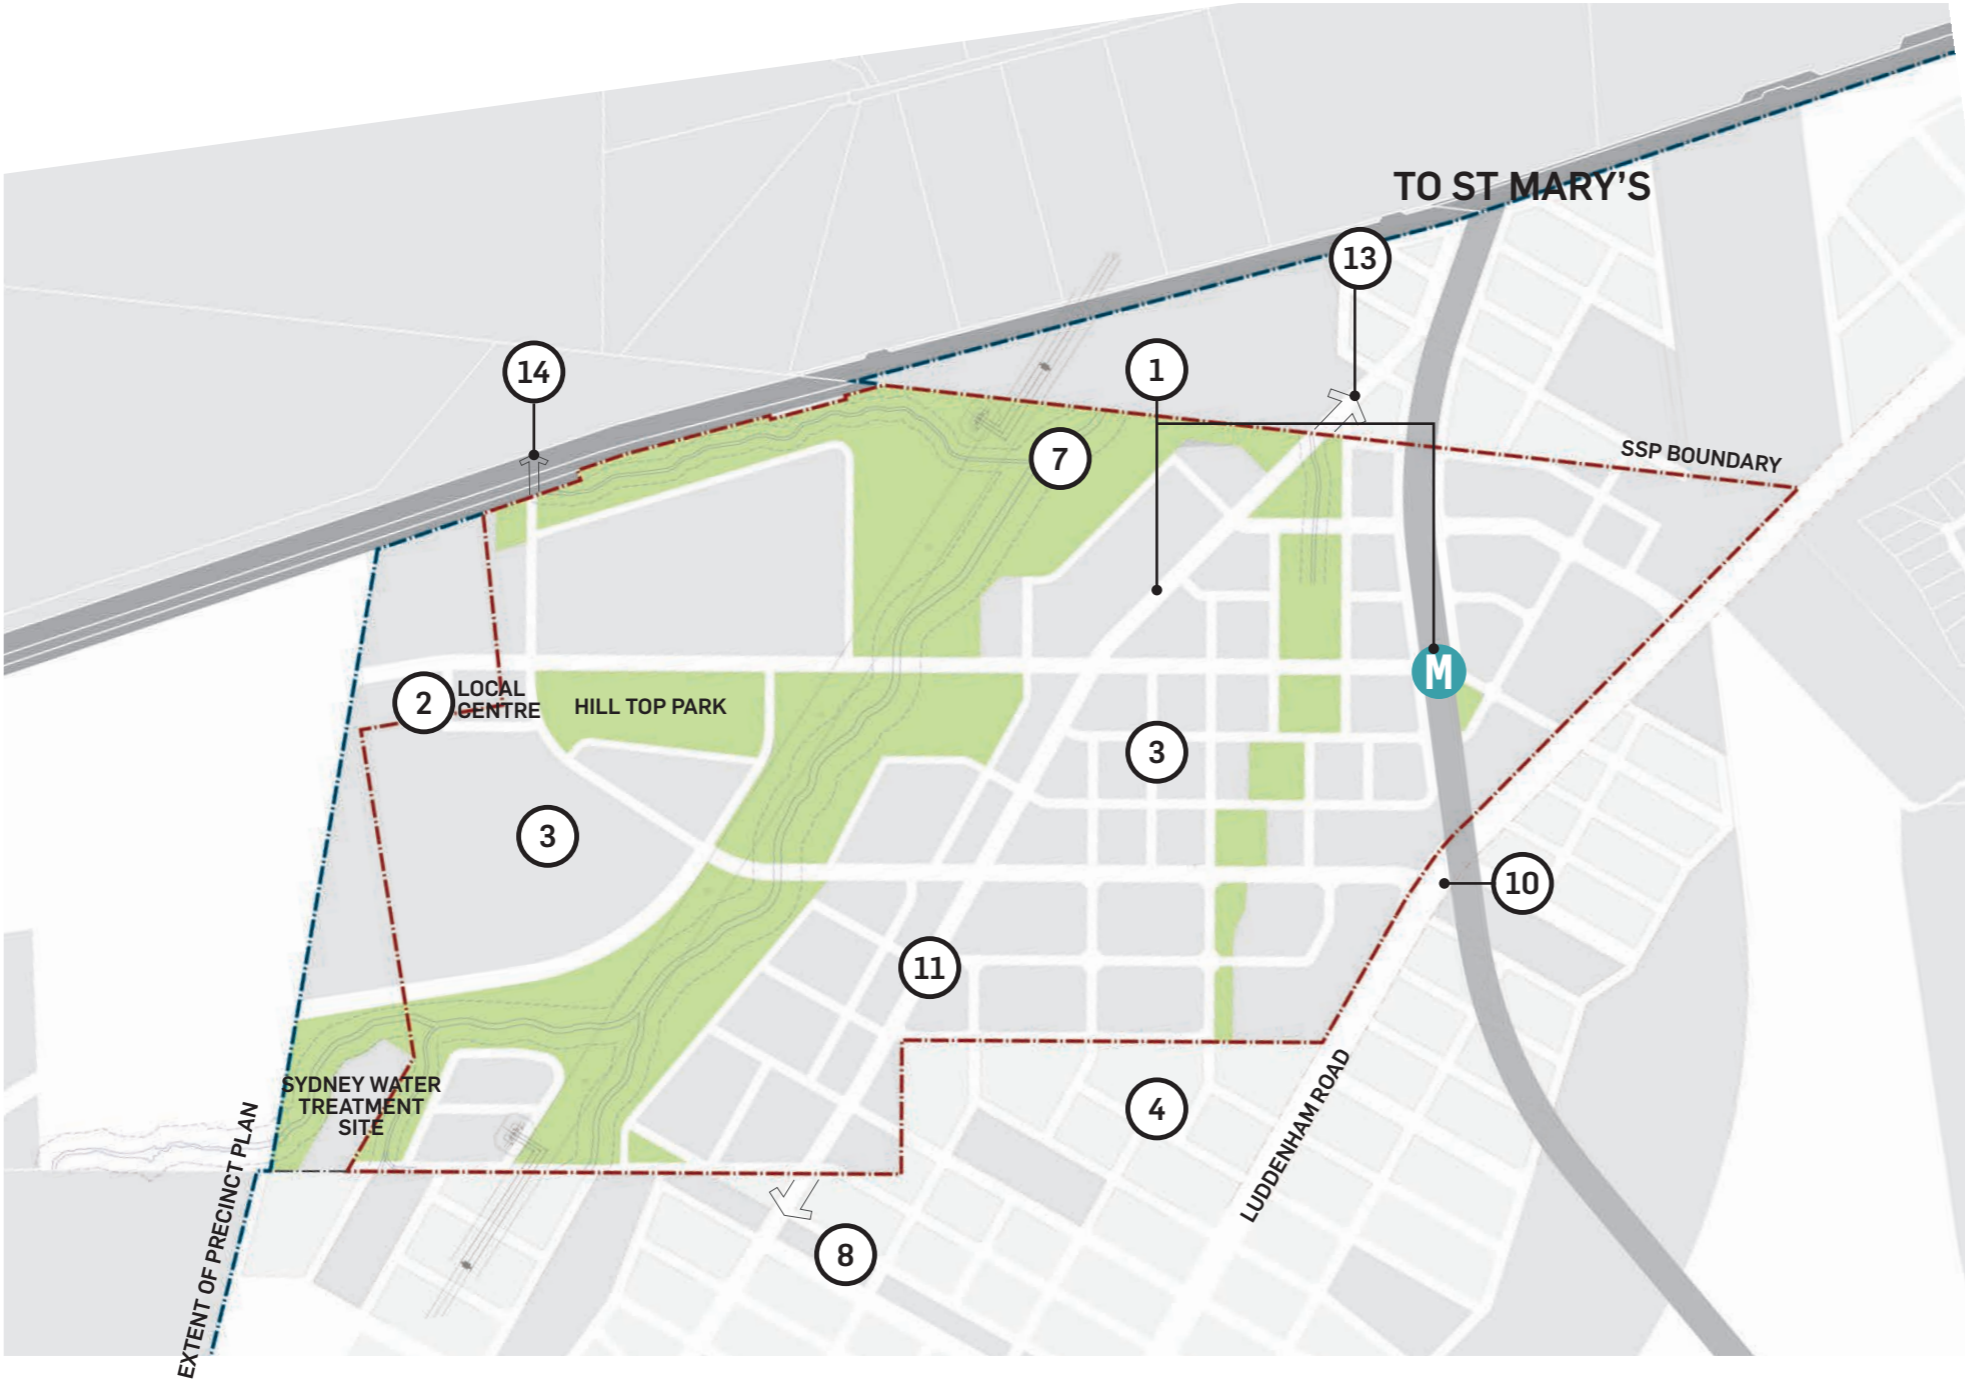 TO ST MARY'S
13
1
14
SSP BOUNDARY
7
M
2
LOCAL
CENTRE
HILL TOP PARK
3
3
10
11
SYDNEY WATER
TREATMENT
SITE
4
LUDDENHAM ROAD
EXTENT OF PRECINCT PLAN
8